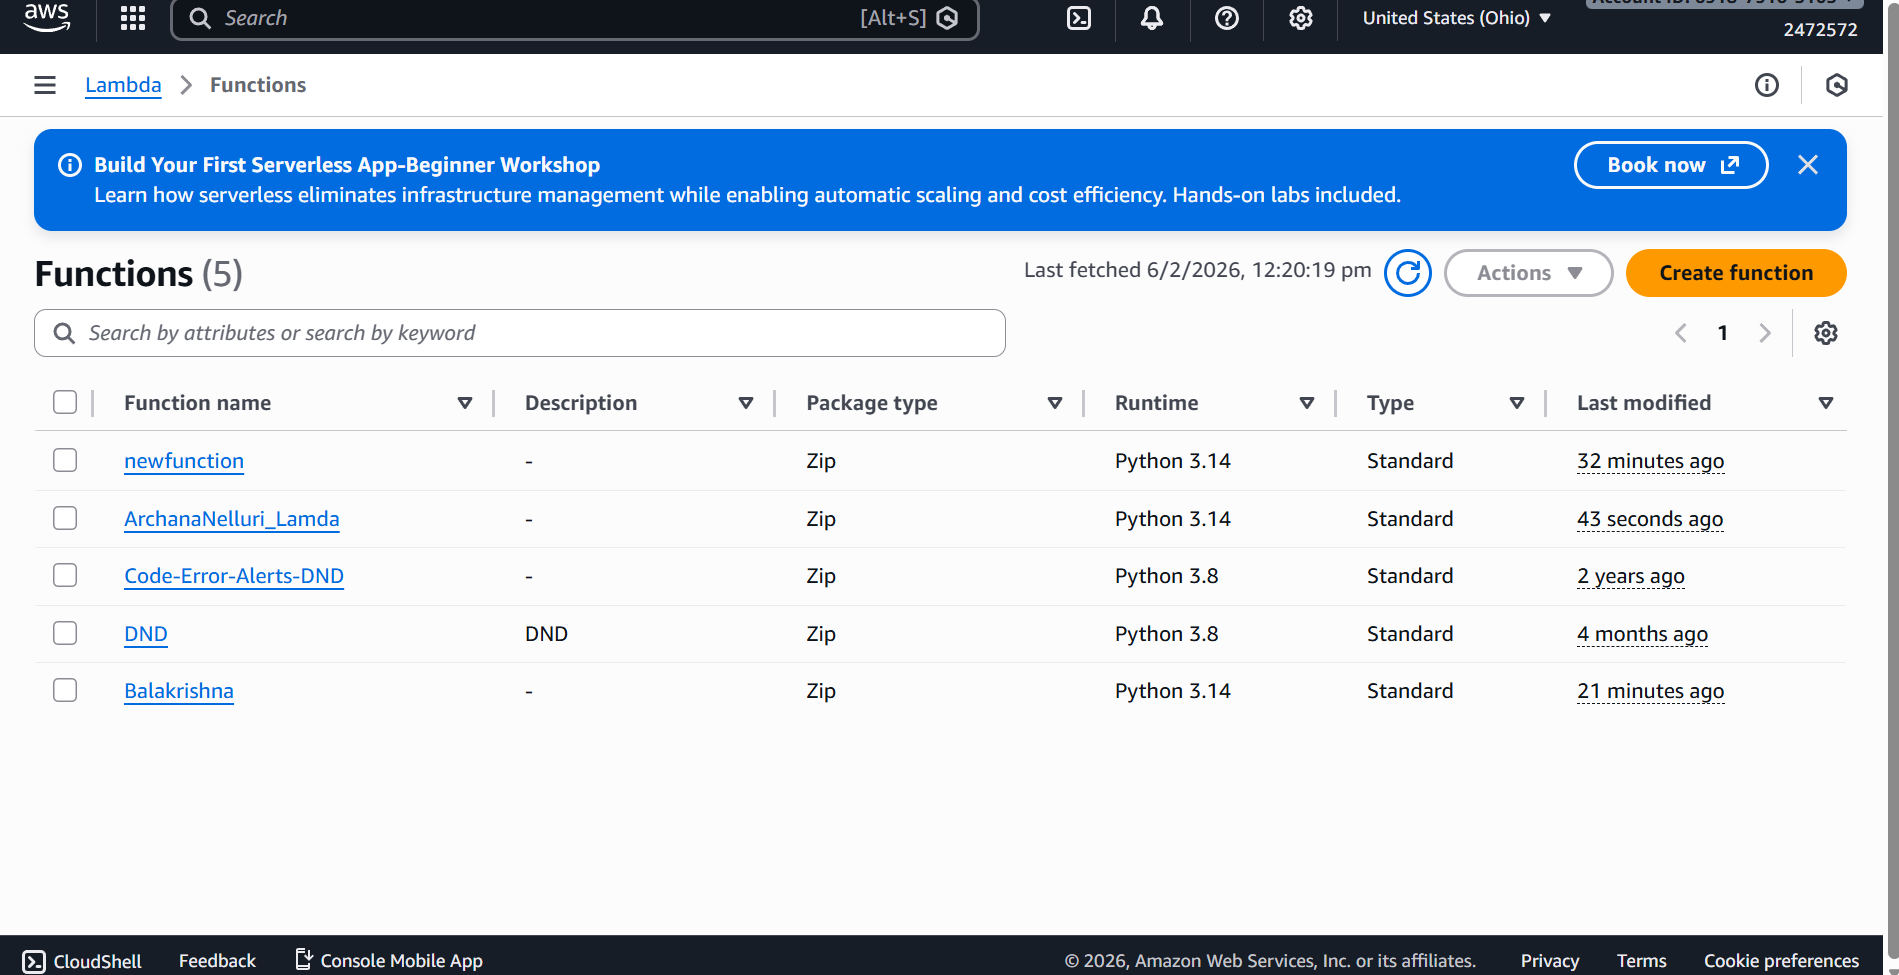 aws
Search [Alt+S] United States (Ohio)
2472572
Lambda Functions
Build Your First Serverless App-Beginner Workshop Book now
Learn how serverless eliminates infrastructure management while enabling automatic scaling and cost efficiency. Hands-on labs included.
Functions (5) Last fetched 6/2/2026, 12:20:19 pm Actions Create function
Search by attributes or search by keyword 1
Function name Description Package type Runtime Type Last modified
newfunction - Zip Python 3.14 Standard 32 minutes ago
ArchanaNelluri_Lamda - Zip Python 3.14 Standard 43 seconds ago
Code-Error-Alerts-DND - Zip Python 3.8 Standard 2 years ago
DND DND Zip Python 3.8 Standard 4 months ago
Balakrishna - Zip Python 3.14 Standard 21 minutes ago
CloudShell Feedback Console Mobile App © 2026, Amazon Web Services, Inc. or its affiliates. Privacy Terms Cookie preferences